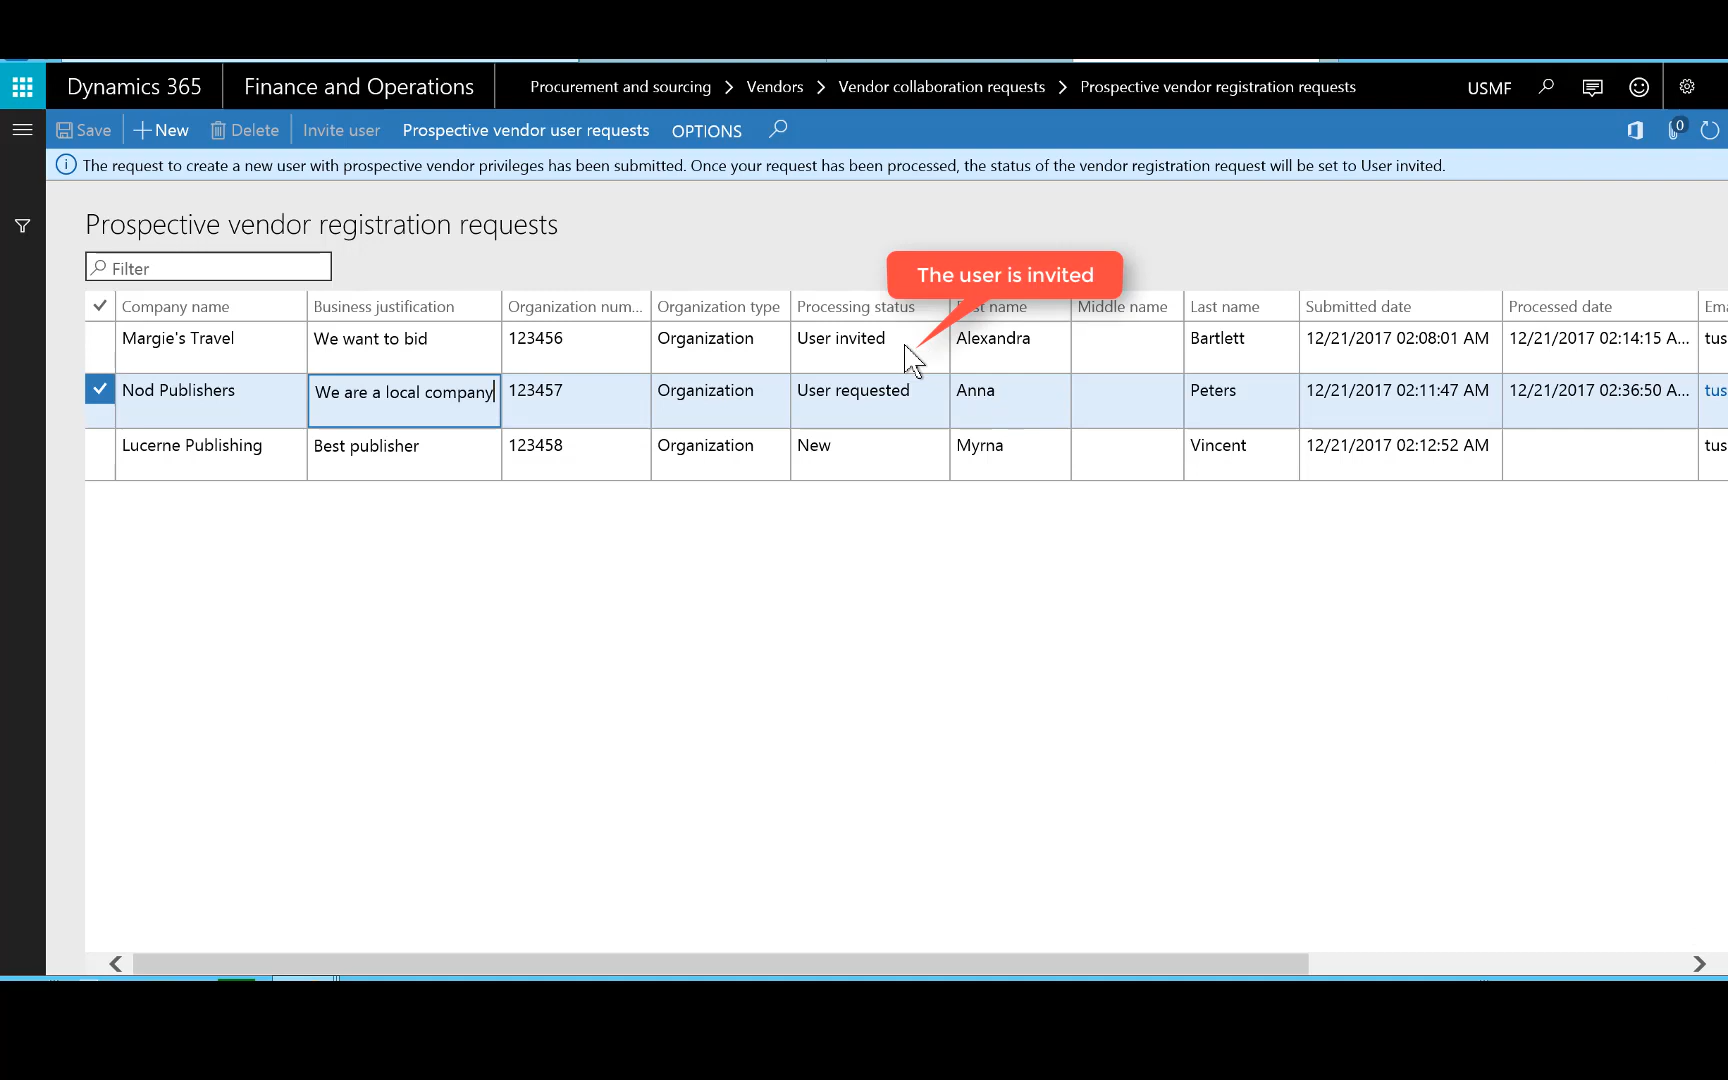 Dynamics 365
Finance and Operations
Procurement and sourcing > Vendors > Vendor collaboration requests > Prospective vendor registration requests
USMF
Save
New
Delete
Invite user
Prospective vendor user requests
OPTIONS
0
The request to create a new user with prospective vendor privileges has been submitted. Once your request has been processed, the status of the vendor registration request will be set to User invited.
Prospective vendor registration requests
Filter
The user is invited
Company name Business justification Organization num... Organization type Processing status name Middle name Last name Submitted date Processed date Ema
Margie's Travel We want to bid 123456 Organization User invited Alexandra Bartlett 12/21/2017 02:08:01 AM 12/21/2017 02:14:15 A... tus
Nod Publishers We are a local company 123457 Organization User requested Anna Peters 12/21/2017 02:11:47 AM 12/21/2017 02:36:50 A... tus
Lucerne Publishing Best publisher 123458 Organization New Myrna Vincent 12/21/2017 02:12:52 AM tus